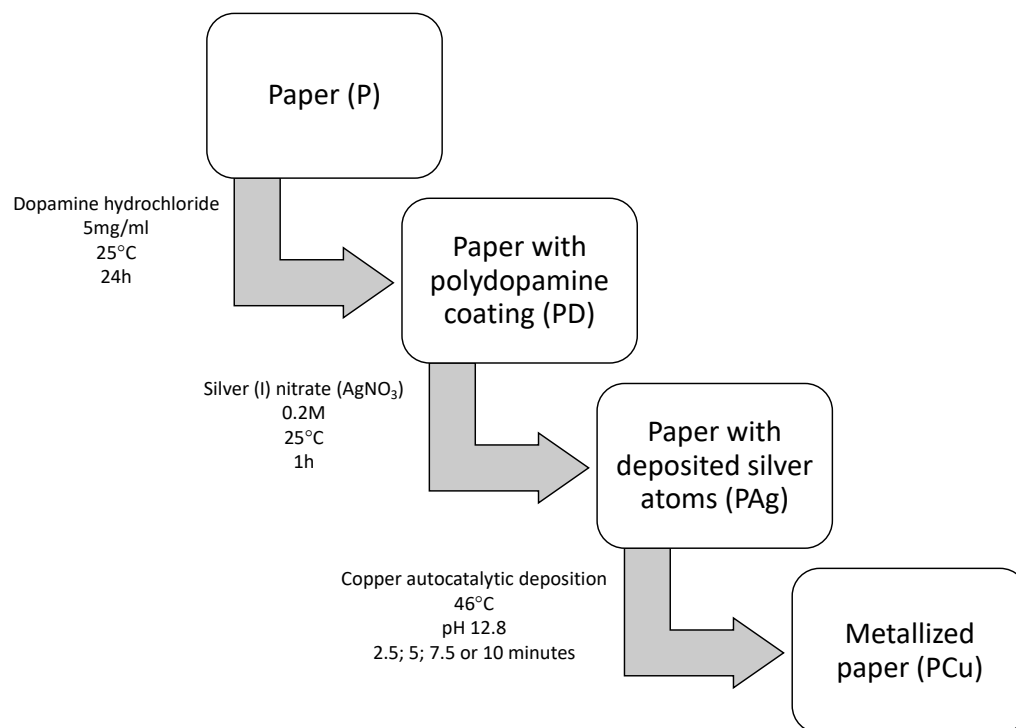 Paper (P)
Dopamine hydrochloride
5mg/ml
25°C
24h
Paper with
polydopamine
coating (PD)
Silver (I) nitrate (AgNO₃)
0.2M
25°C
1h
Paper with
deposited silver
atoms (PAg)
Copper autocatalytic deposition
46°C
pH 12.8
2.5; 5; 7.5 or 10 minutes
Metallized
paper (PCu)